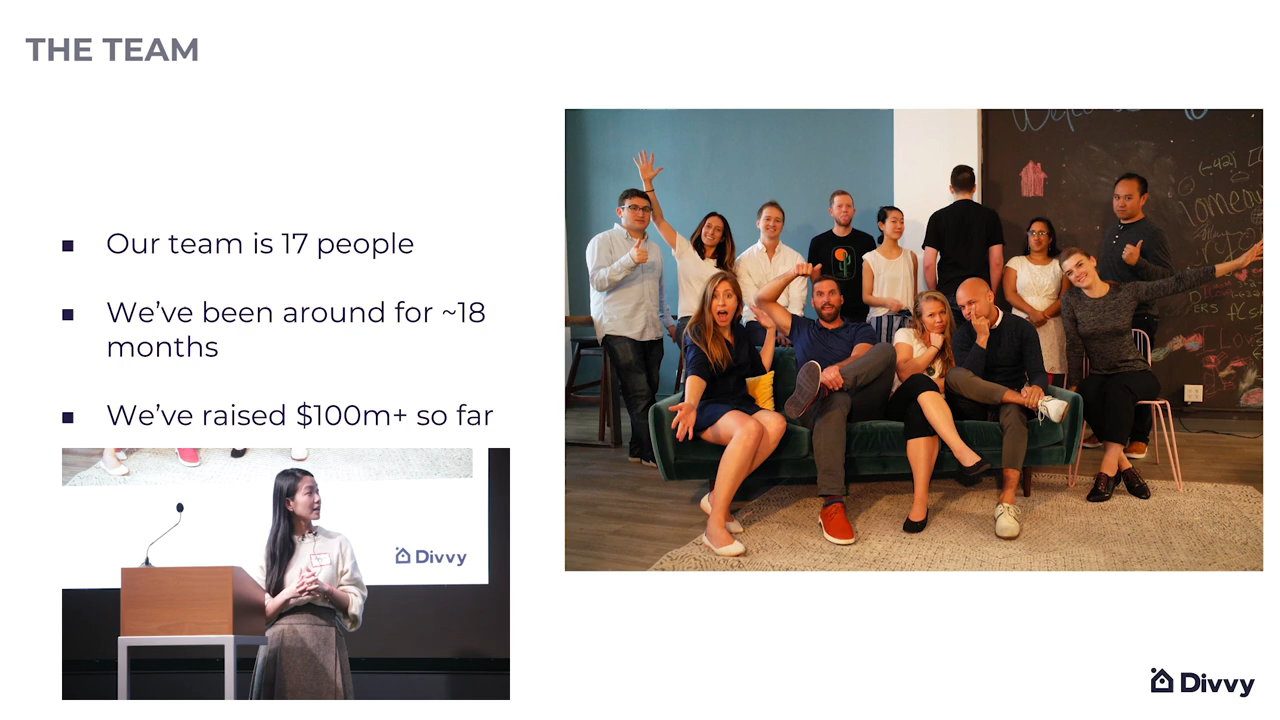 THE TEAM
Our team is 17 people
We’ve been around for ~18
months
We’ve raised $100m+ so far
Divvy
Divvy